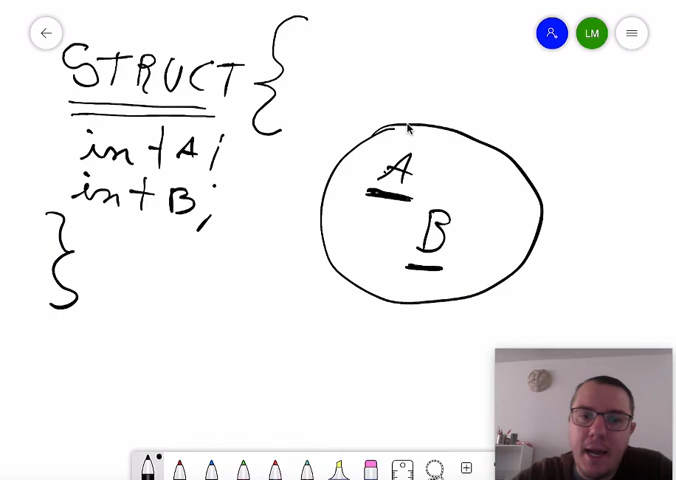 STRUCT {
int A;
int B;
}
A
B
LM